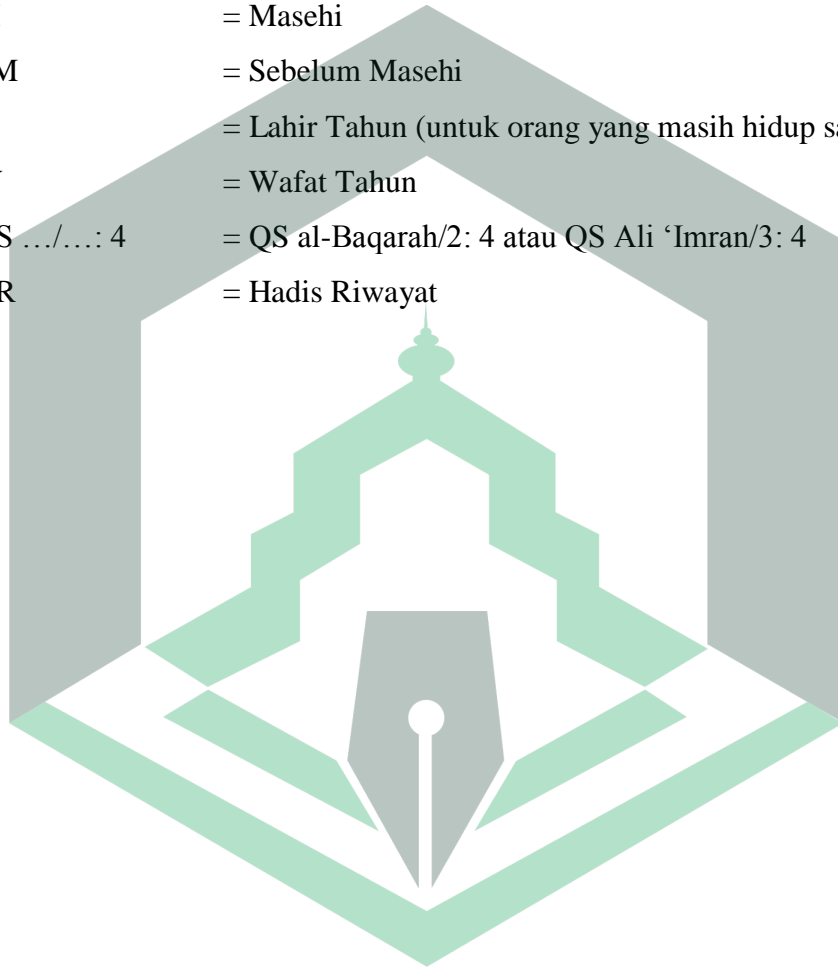 = Masehi
M = Sebelum Masehi
= Lahir Tahun (untuk orang yang masih hidup
= Wafat Tahun
S …/…: 4 = QS al-Baqarah/2: 4 atau QS Ali ‘Imran/3: 4
R = Hadis Riwayat